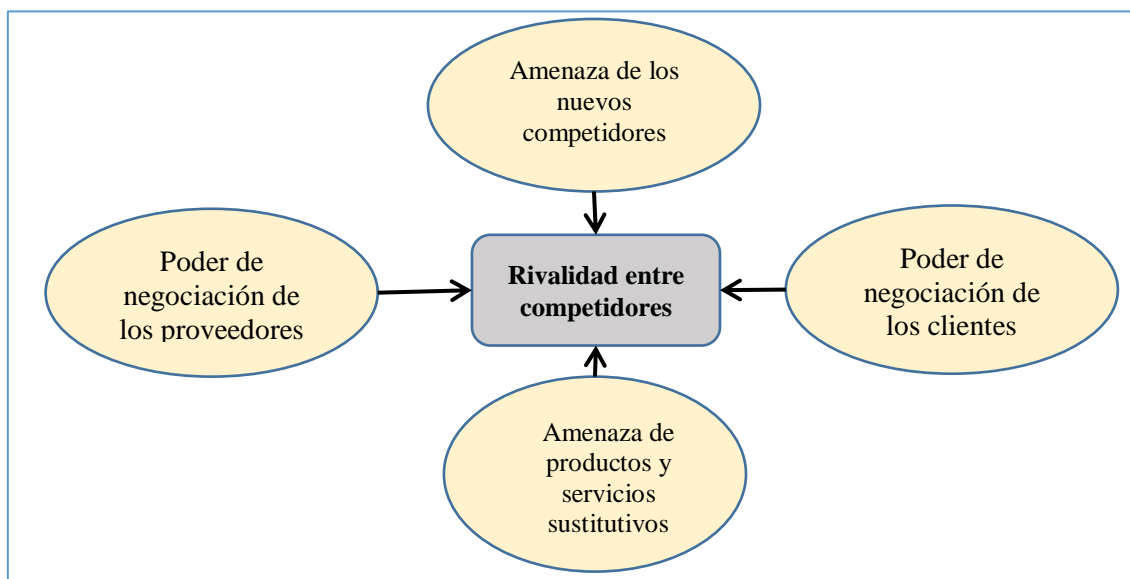 Amenaza de los
nuevos
competidores
Poder de
negociación de
los proveedores
Rivalidad entre
competidores
Poder de
negociación de
los clientes
Amenaza de
productos y
servicios
sustitutivos